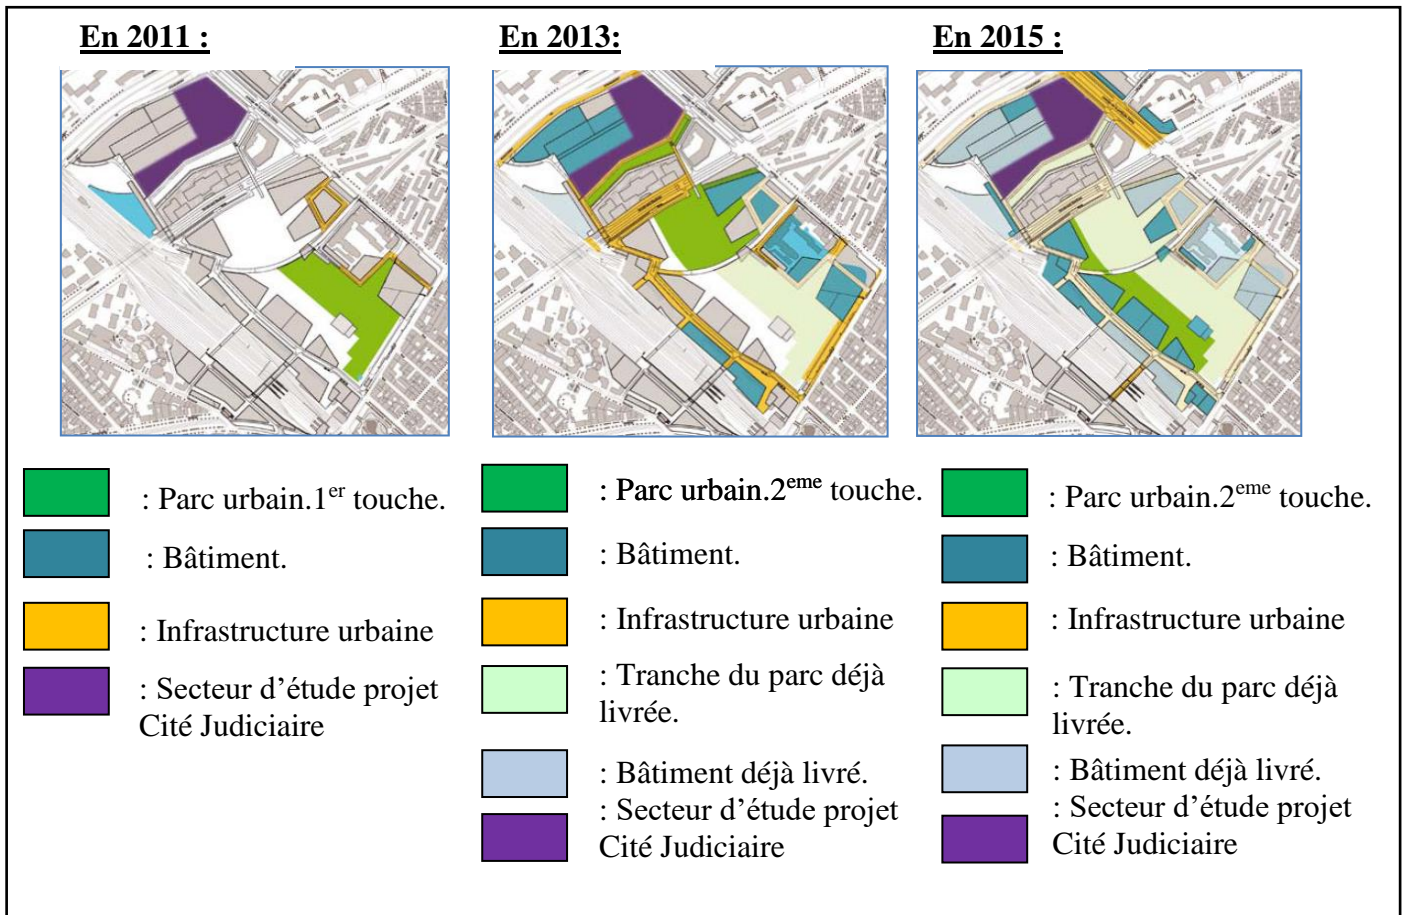 En 2011 :
En 2013:
En 2015 :
: Parc urbain.1er touche.
: Bâtiment.
: Infrastructure urbaine
: Secteur d’étude projet
Cité Judiciaire
: Parc urbain.2eme touche.
: Bâtiment.
: Infrastructure urbaine
: Tranche du parc déjà
livrée.
: Bâtiment déjà livré.
: Secteur d’étude projet
Cité Judiciaire
: Parc urbain.2eme touche.
: Bâtiment.
: Infrastructure urbaine
: Tranche du parc déjà
livrée.
: Bâtiment déjà livré.
: Secteur d’étude projet
Cité Judiciaire